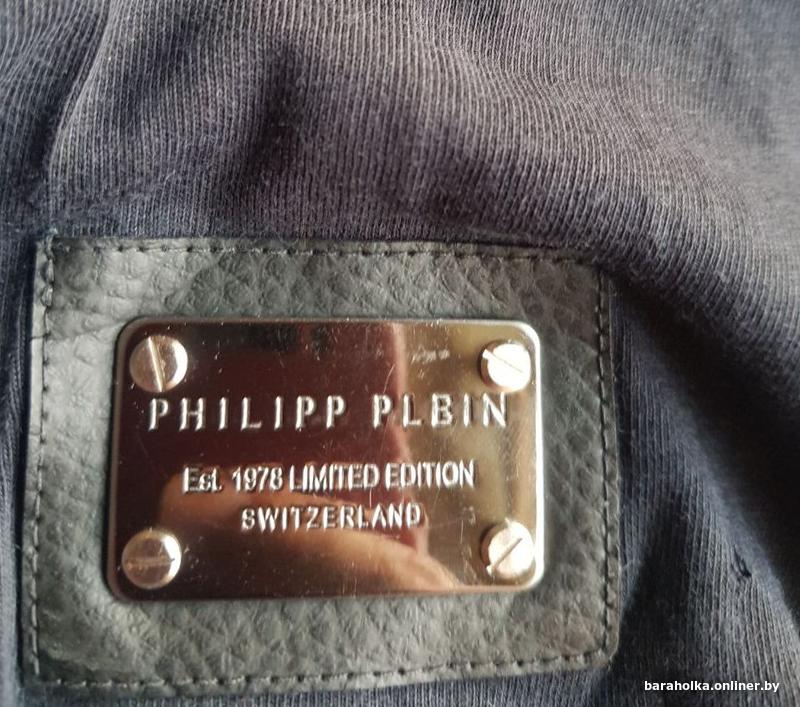 PHILIPP PLEIN
Est. 1978 LIMITED EDITION
SWITZERLAND
baraholka.onliner.by